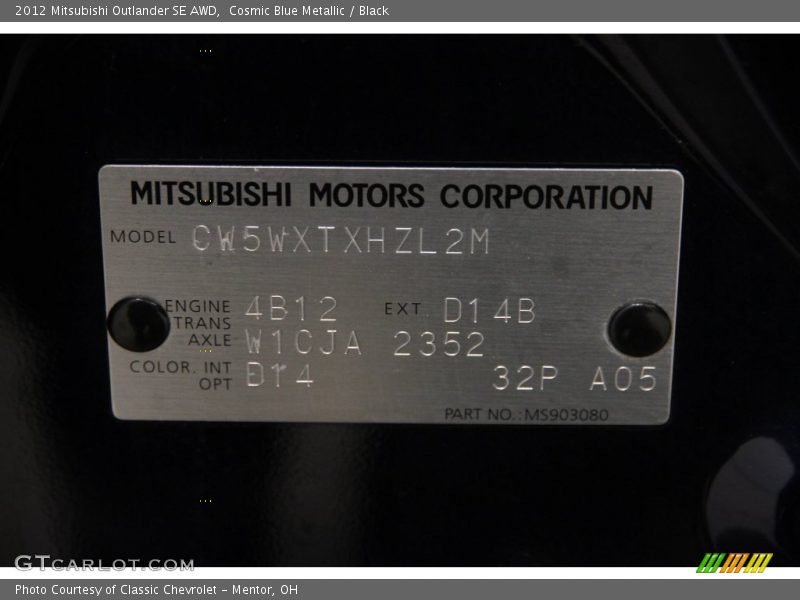 2012 Mitsubishi Outlander SE AWD,  Cosmic Blue Metallic / Black
MITSUBISHI MOTORS CORPORATION
MODEL CW5WXTXHZL2M
ENGINE 4B12 EXT D14B
TRANS
AXLE W1CJA 2352
COLOR. INT D14 32P A05
OPT
PART NO.: MS903080
GTCARLOT.COM
Photo Courtesy of Classic Chevrolet - Mentor, OH